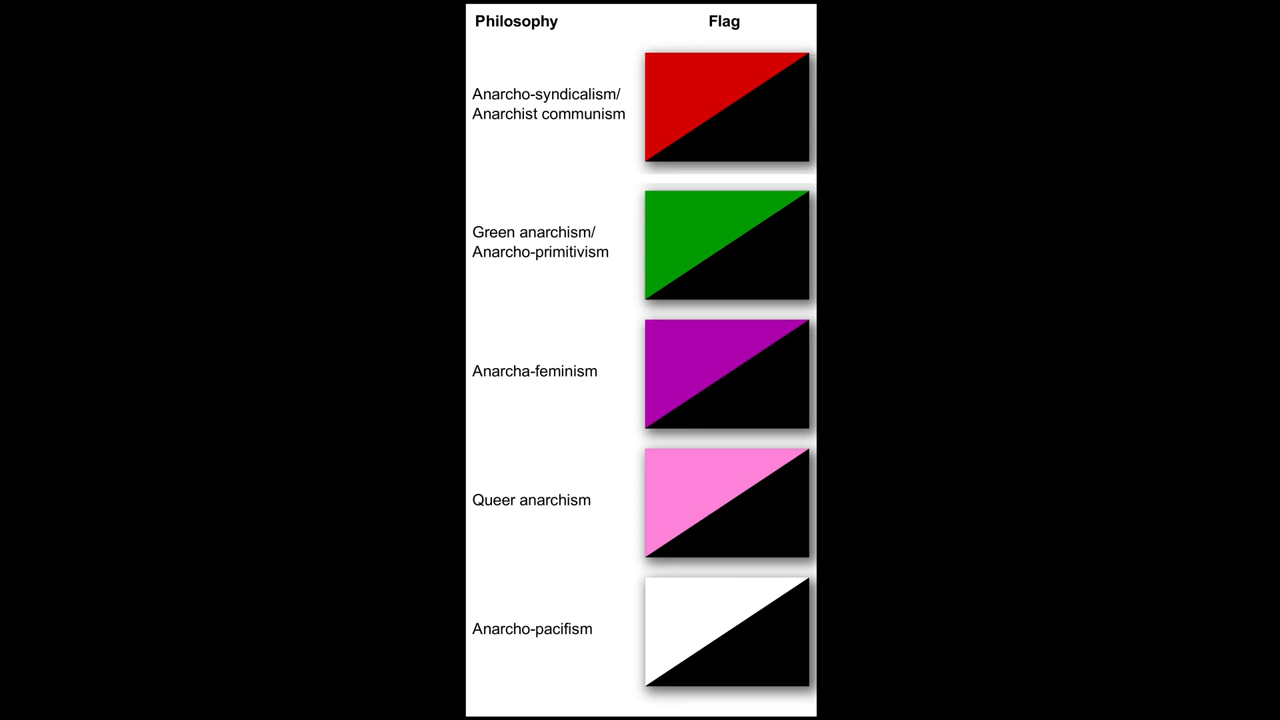 Philosophy Flag
Anarcho-syndicalism/
Anarchist communism
Green anarchism/
Anarcho-primitivism
Anarcha-feminism
Queer anarchism
Anarcho-pacifism